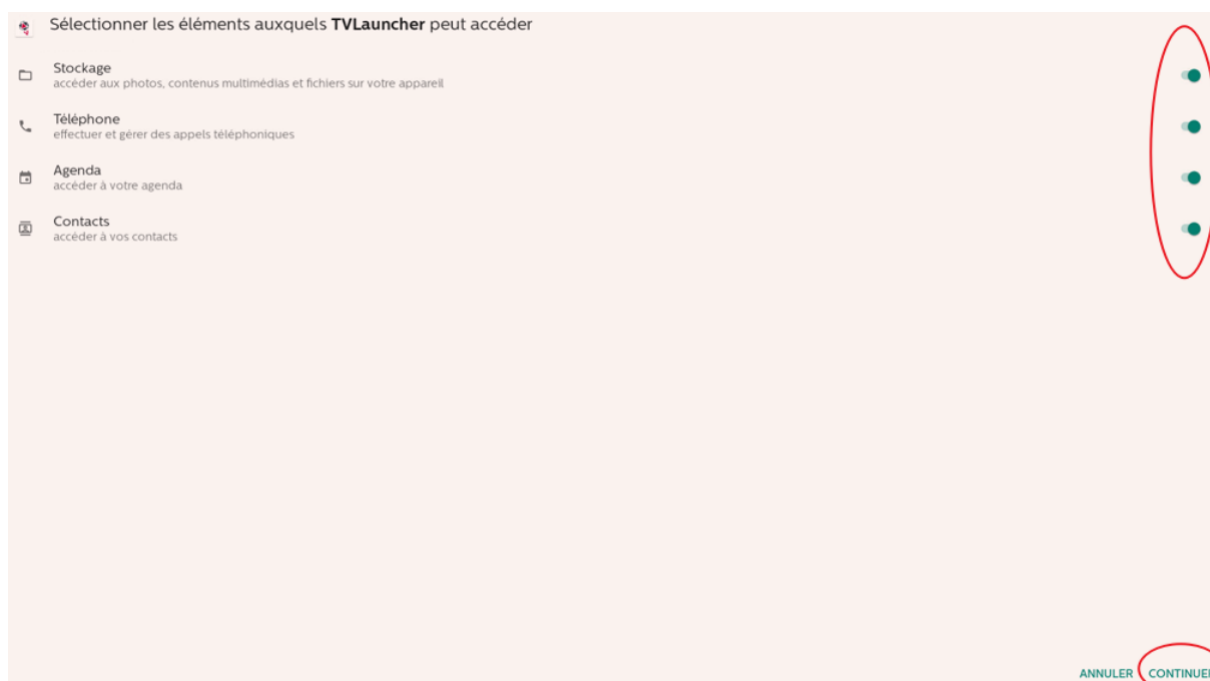 Sélectionner les éléments auxquels TVLauncher peut accéder
Stockage
accéder aux photos, contenus multimédias et fichiers sur votre appareil
Téléphone
effectuer et gérer des appels téléphoniques
Agenda
accéder à votre agenda
Contacts
accéder à vos contacts
ANNULER CONTINUER